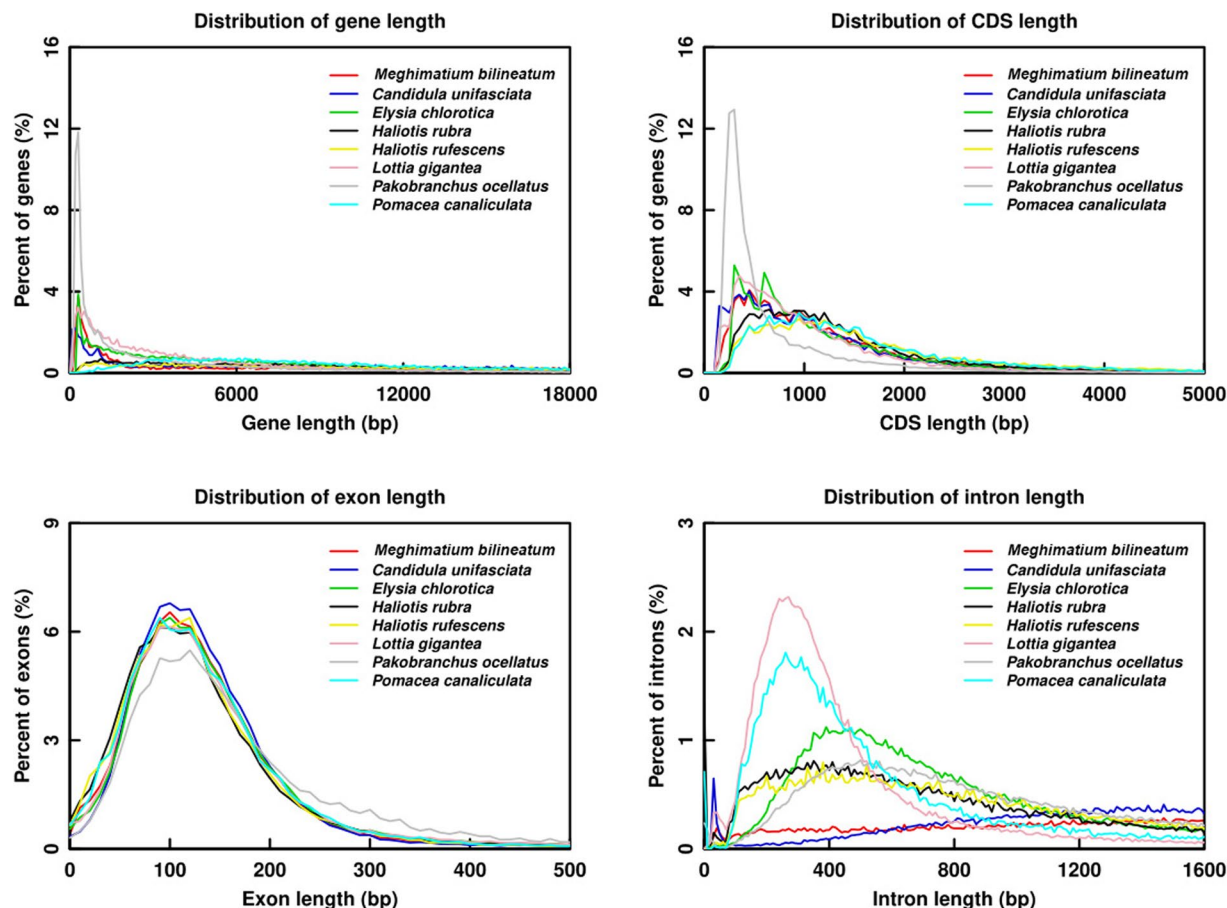 Distribution of gene length
Percent of genes (%)
16
12
8
4
0
Meghimatium bilineatum
Candidula unifasciata
Elysia chlorotica
Haliotis rubra
Haliotis rufescens
Lottia gigantea
Pakobranchus ocellatus
Pomacea canaliculata
0 6000 12000 18000
Gene length (bp)
Distribution of CDS length
Percent of genes (%)
16
12
8
4
0
Meghimatium bilineatum
Candidula unifasciata
Elysia chlorotica
Haliotis rubra
Haliotis rufescens
Lottia gigantea
Pakobranchus ocellatus
Pomacea canaliculata
0 1000 2000 3000 4000 5000
CDS length (bp)
Distribution of exon length
Percent of exons (%)
9
6
3
0
Meghimatium bilineatum
Candidula unifasciata
Elysia chlorotica
Haliotis rubra
Haliotis rufescens
Lottia gigantea
Pakobranchus ocellatus
Pomacea canaliculata
0 100 200 300 400 500
Exon length (bp)
Distribution of intron length
Percent of introns (%)
3
2
1
0
Meghimatium bilineatum
Candidula unifasciata
Elysia chlorotica
Haliotis rubra
Haliotis rufescens
Lottia gigantea
Pakobranchus ocellatus
Pomacea canaliculata
0 400 800 1200 1600
Intron length (bp)